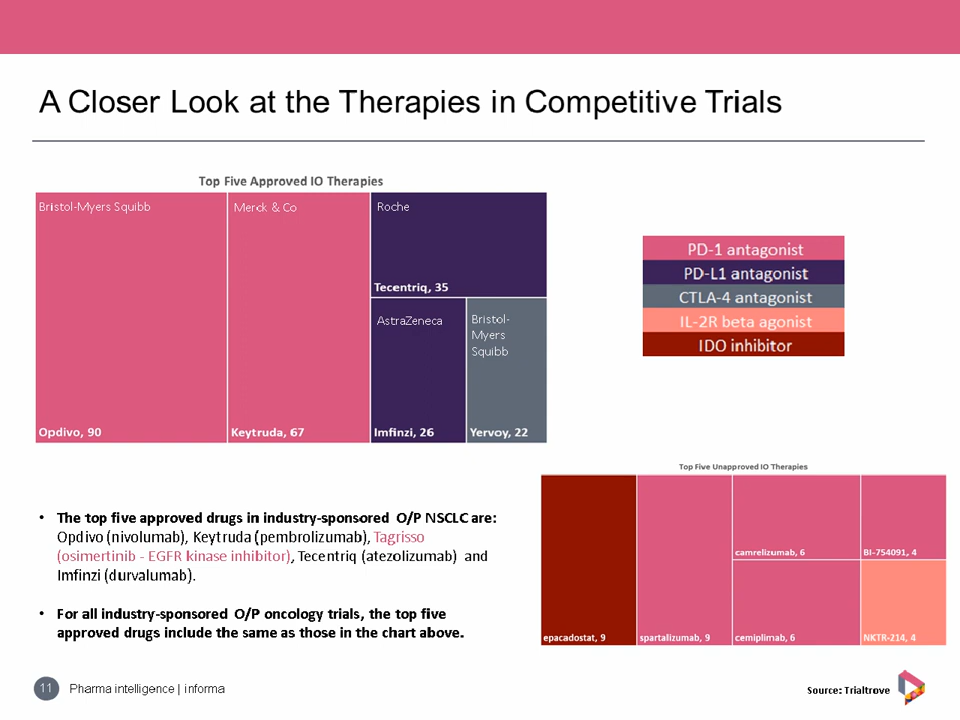 A Closer Look at the Therapies in Competitive Trials
Top Five Approved IO Therapies
Bristol-Myers Squibb
Opdivo, 90
Merck & Co
Keytruda, 67
Roche
Tecentriq, 35
AstraZeneca
Imfinzi, 26
Bristol-
Myers
Squibb
Yervoy, 22
PD-1 antagonist
PD-L1 antagonist
CTLA-4 antagonist
IL-2R beta agonist
IDO inhibitor
Top Five Unapproved IO Therapies
epacadostat, 9
spartalizumab, 9
camrelizumab, 6
cemiplimab, 6
BI-754091, 4
NKTR-214, 4
• The top five approved drugs in industry-sponsored O/P NSCLC are:
Opdivo (nivolumab), Keytruda (pembrolizumab), Tagrisso
(osimertinib - EGFR kinase inhibitor), Tecentriq (atezolizumab) and
Imfinzi (durvalumab).
• For all industry-sponsored O/P oncology trials, the top five
approved drugs include the same as those in the chart above.
11
Pharma intelligence | informa
Source: Trialtrove